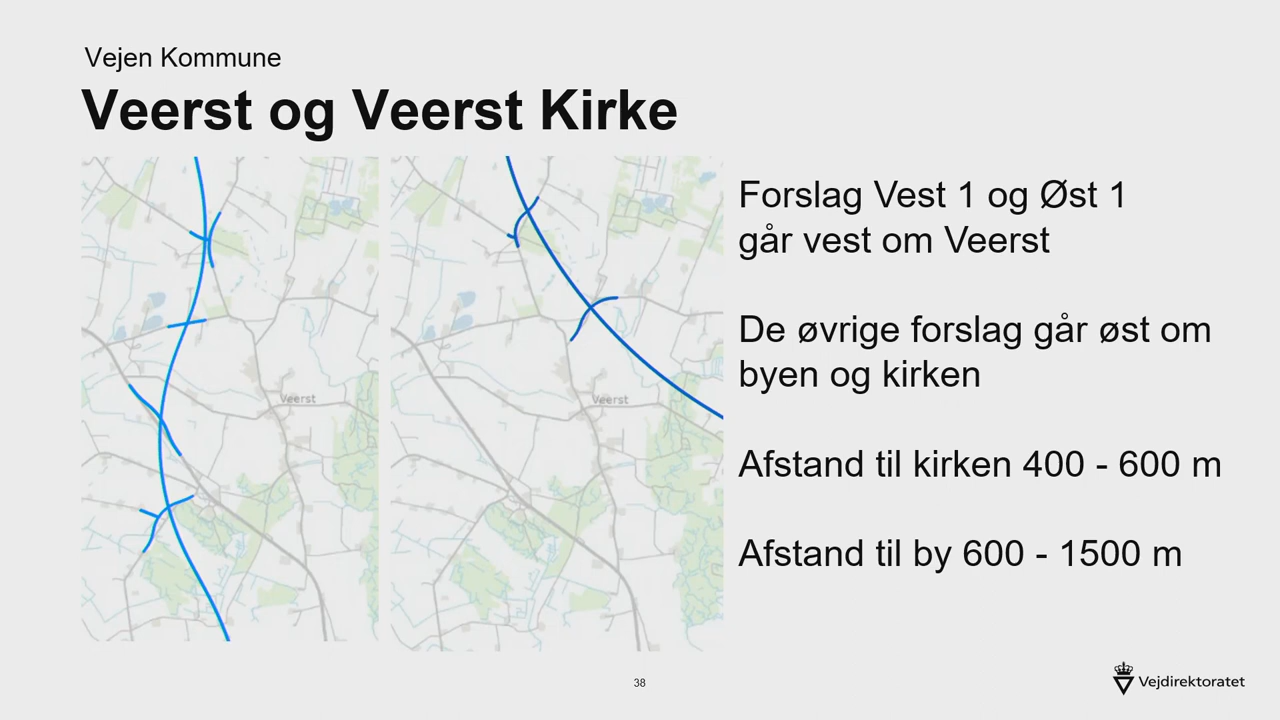 Vejen Kommune
Veerst og Veerst Kirke
Veerst
Veerst
Forslag Vest 1 og Øst 1
går vest om Veerst
De øvrige forslag går øst om
byen og kirken
Afstand til kirken 400 - 600 m
Afstand til by 600 - 1500 m
38
Vejdirektoratet